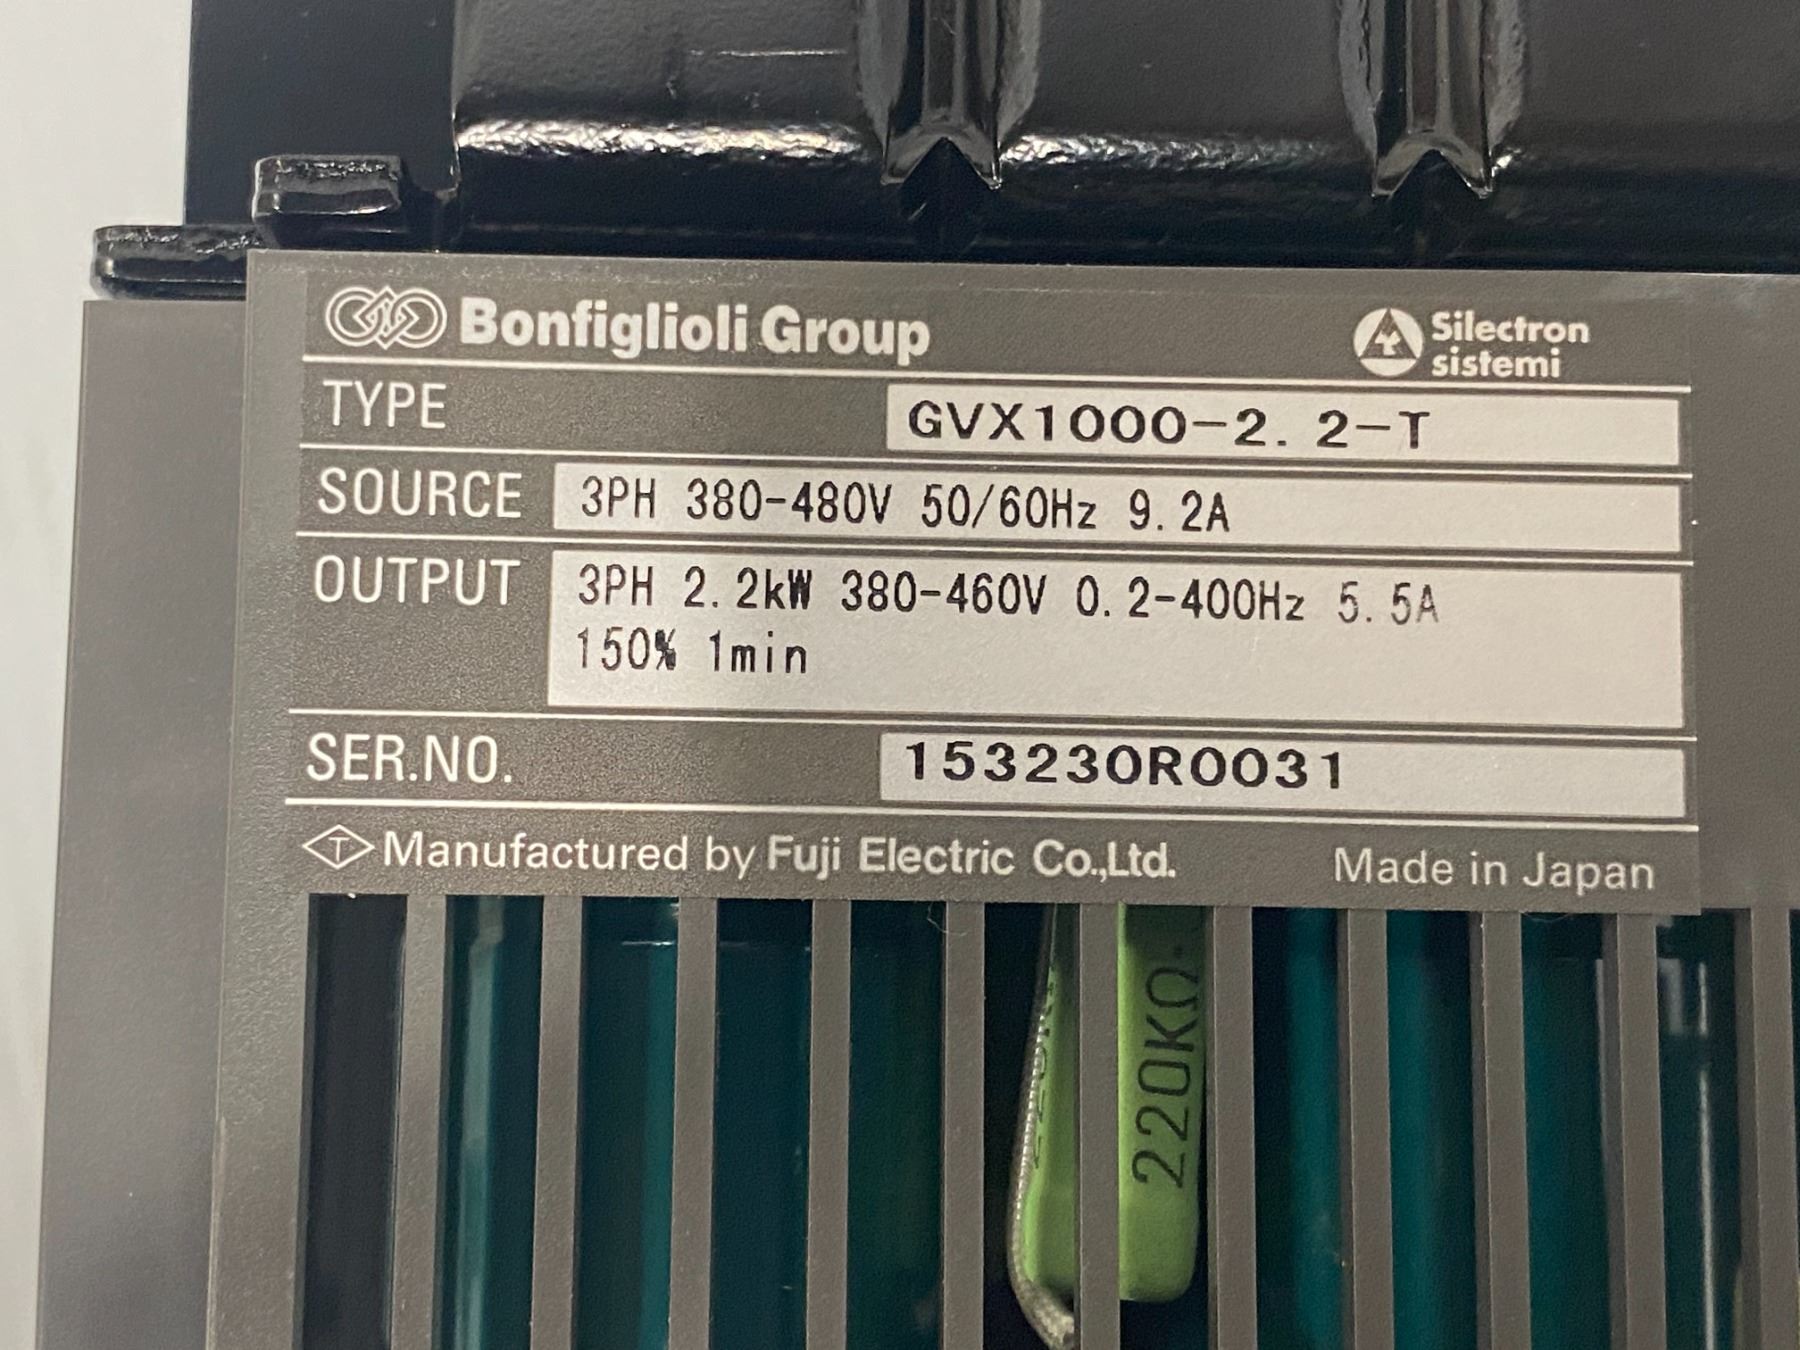 Bonfiglioli Group
Silectron
sistemi
TYPE GVX1000-2.2-T
SOURCE 3PH 380-480V 50/60Hz 9.2A
OUTPUT 3PH 2.2kW 380-460V 0.2-400Hz 5.5A
150% 1min
SER.NO. 153230R0031
T Manufactured by Fuji Electric Co.,Ltd. Made in Japan
220KΩ